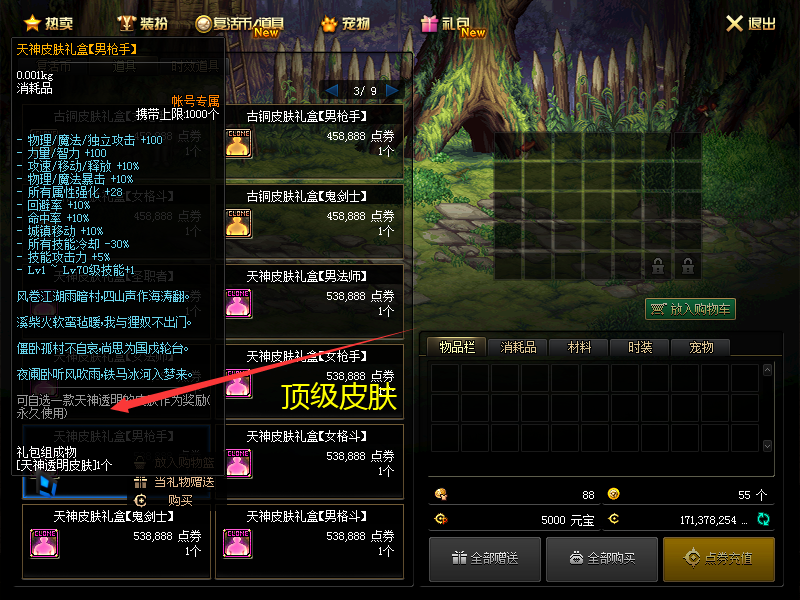 热卖
装扮
复活币/道具
New
宠物
礼包
New
退出
天神皮肤礼盒【男枪手】
0.001kg
消耗品
帐号专属
携带上限:1000个
- 物理/魔法/独立攻击 +100
- 力量/智力 +100
- 攻速/移动/释放 +10%
- 物理/魔法暴击 +10%
- 所有属性强化 +28
- 回避率 +10%
- 命中率 +10%
- 城镇移动 +10%
- 所有技能冷却 -30%
- 技能攻击力 +5%
- Lv1 ~ Lv70级技能+1
风卷江湖雨暗村,四山声作海涛翻。
溪柴火软蛮毡暖,我与狸奴不出门。
僵卧孤村不自哀,尚思为国戍轮台。
夜阑卧听风吹雨,铁马冰河入梦来。
可自选一款天神透明的皮肤作为奖励(
永久使用)
礼包组成物
[天神透明皮肤]1个
放入购物篮
当礼物赠送
购买
3/ 9
古铜皮肤礼盒【男枪手】
CLONE
458,888 点券
1个
古铜皮肤礼盒【鬼剑士】
CLONE
458,888 点券
1个
天神皮肤礼盒【男法师】
CLONE
538,888 点券
1个
天神皮肤礼盒【女枪手】
CLONE
538,888 点券
顶级皮肤
天神皮肤礼盒【女格斗】
CLONE
538,888 点券
1个
天神皮肤礼盒【鬼剑士】
CLONE
538,888 点券
1个
天神皮肤礼盒【男格斗】
CLONE
538,888 点券
1个
放入购物车
物品栏
消耗品
材料
时装
宠物
88
55 个
5000 元宝
171,378,254 ...
全部赠送
全部购买
点券充值